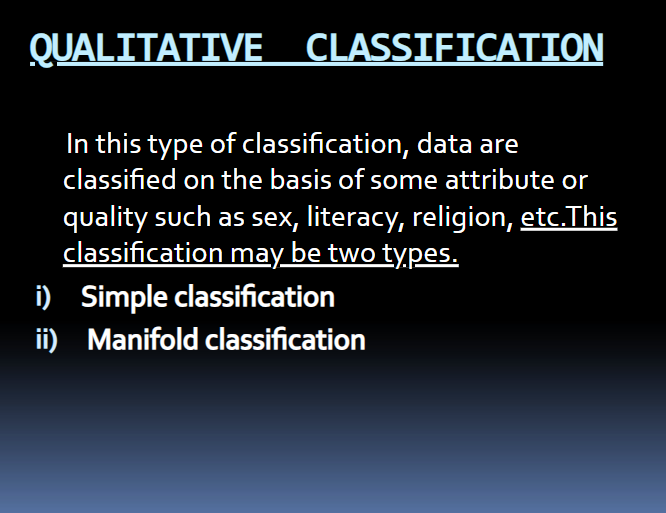 QUALITATIVE CLASSIFICATION
In this type of classification, data are
classified on the basis of some attribute or
quality such as sex, literacy, religion, etc.This
classification may be two types.
i) Simple classification
ii) Manifold classification